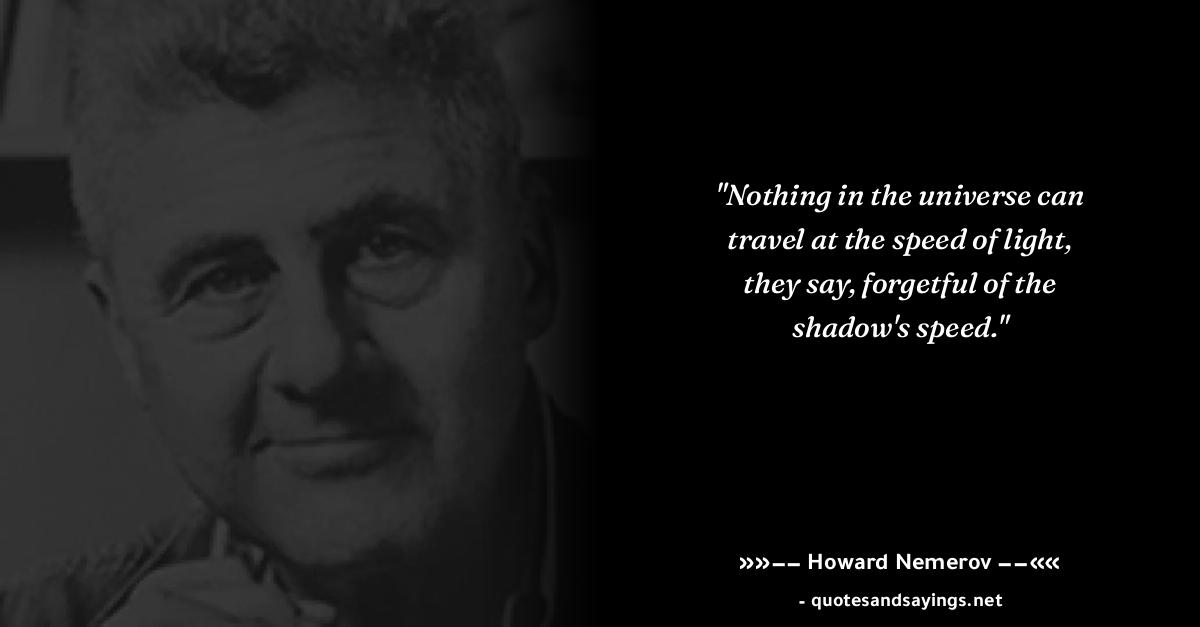 "Nothing in the universe can
travel at the speed of light,
they say, forgetful of the
shadow's speed."
»»−− Howard Nemerov −−««
- quotesandsayings.net